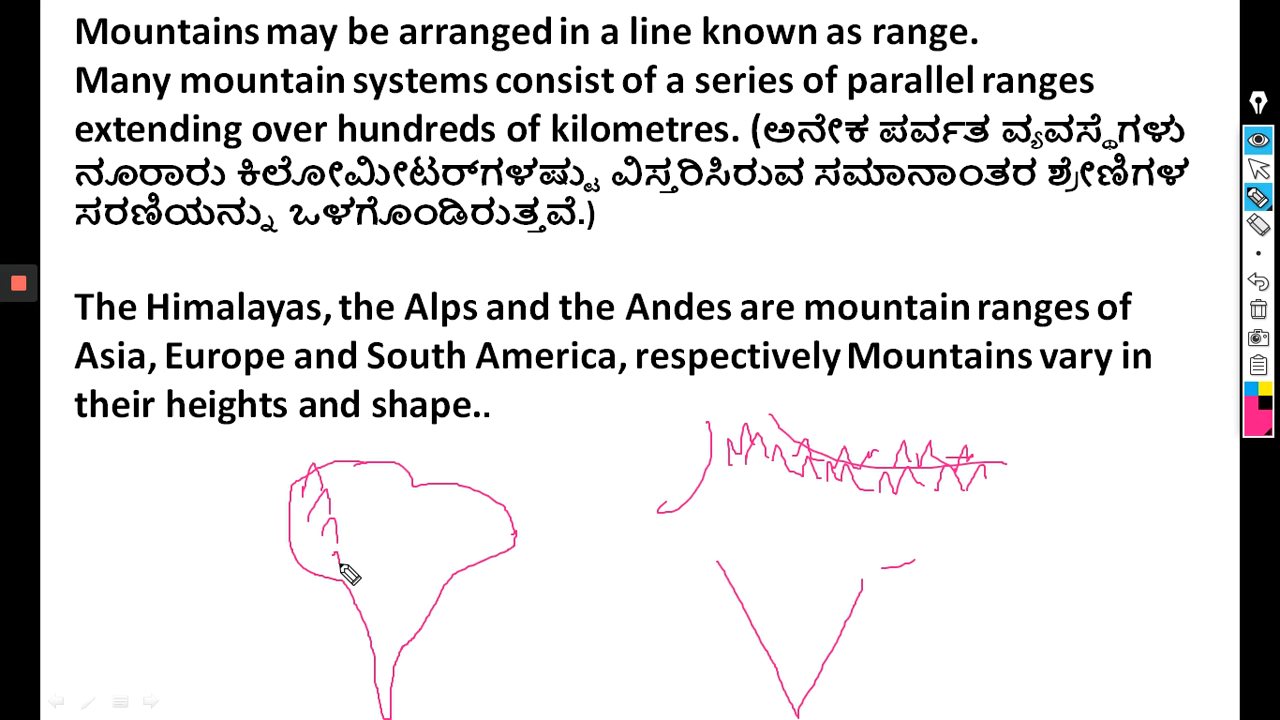 Mountains may be arranged in a line known as range.
Many mountain systems consist of a series of parallel ranges
extending over hundreds of kilometres. (ಅನೇಕ ಪರ್ವತ ವ್ಯವಸ್ಥೆಗಳು
ನೂರಾರು ಕಿಲೋಮೀಟರ್‌ಗಳಷ್ಟು ವಿಸ್ತರಿಸಿರುವ ಸಮಾನಾಂತರ ಶ್ರೇಣಿಗಳ
ಸರಣಿಯನ್ನು ಒಳಗೊಂಡಿರುತ್ತವೆ.)
The Himalayas, the Alps and the Andes are mountain ranges of
Asia, Europe and South America, respectively Mountains vary in
their heights and shape..